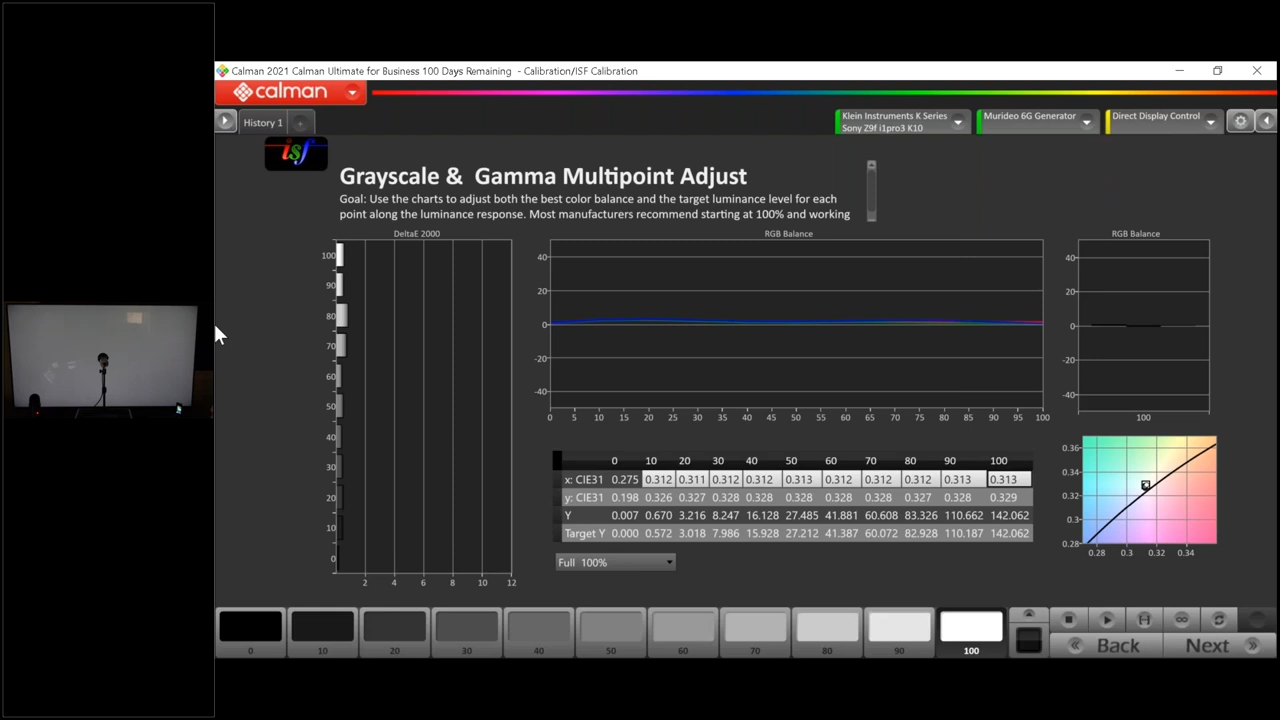 Calman 2021 Calman Ultimate for Business 100 Days Remaining - Calibration/ISF Calibration
calman
History 1
Klein Instruments K Series
Sony Z9f i1pro3 K10
Murideo 6G Generator
Direct Display Control
isf
Grayscale & Gamma Multipoint Adjust
Goal: Use the charts to adjust both the best color balance and the target luminance level for each
point along the luminance response. Most manufacturers recommend starting at 100% and working
DeltaE 2000
100
90
80
70
60
50
40
30
20
10
0
2 4 6 8 10 12
RGB Balance
40
20
0
-20
-40
0 5 10 15 20 25 30 35 40 45 50 55 60 65 70 75 80 85 90 95 100
RGB Balance
40
20
0
-20
-40
100
0 10 20 30 40 50 60 70 80 90 100
x: CIE31 0.275 0.312 0.311 0.312 0.312 0.313 0.312 0.312 0.312 0.313 0.313
y: CIE31 0.198 0.326 0.327 0.328 0.328 0.328 0.328 0.328 0.327 0.328 0.329
Y 0.007 0.670 3.216 8.247 16.128 27.485 41.881 60.608 83.326 110.662 142.062
Target Y 0.000 0.572 3.018 7.986 15.928 27.212 41.387 60.072 82.928 110.187 142.062
Full 100%
0.36
0.34
0.32
0.3
0.28
0.28 0.3 0.32 0.34
0 10 20 30 40 50 60 70 80 90 100
Back
Next